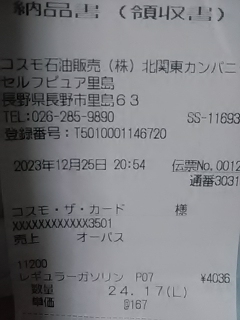 納品書(領収書)
コスモ石油販売(株)北関東カンパニ
セルフピュア里島
長野県長野市里島63
TEL:026-285-9890 SS-11693
登録番号:T5010001146720
2023年12月25日 20:54 伝票No.0012
通番3031
コスモ・ザ・カード 様
XXXXXXXXXXXX3501
売上 オーパス
11200
レギュラーガソリン P07 ¥4036
数量 24.17(L)
単価 @167